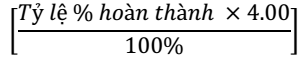 [Tỷ lệ % hoàn thành × 4.00
100%]